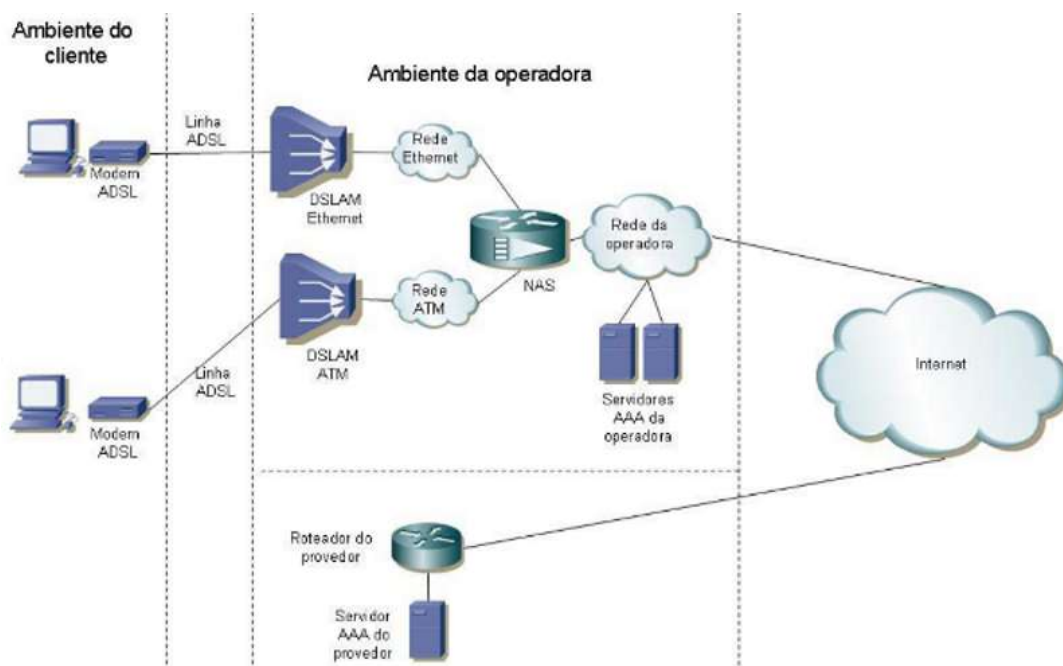 Ambiente do
cliente
Ambiente da operadora
Linha
ADSL
Rede
Ethernet
Modem
ADSL
DSLAM
Ethernet
Rede da
operadora
NAS
Rede
ATM
Internet
DSLAM
ATM
Linha
ADSL
Servidores
AAA da
operadora
Modem
ADSL
Roteador do
provedor
Servidor
AAA do
provedor